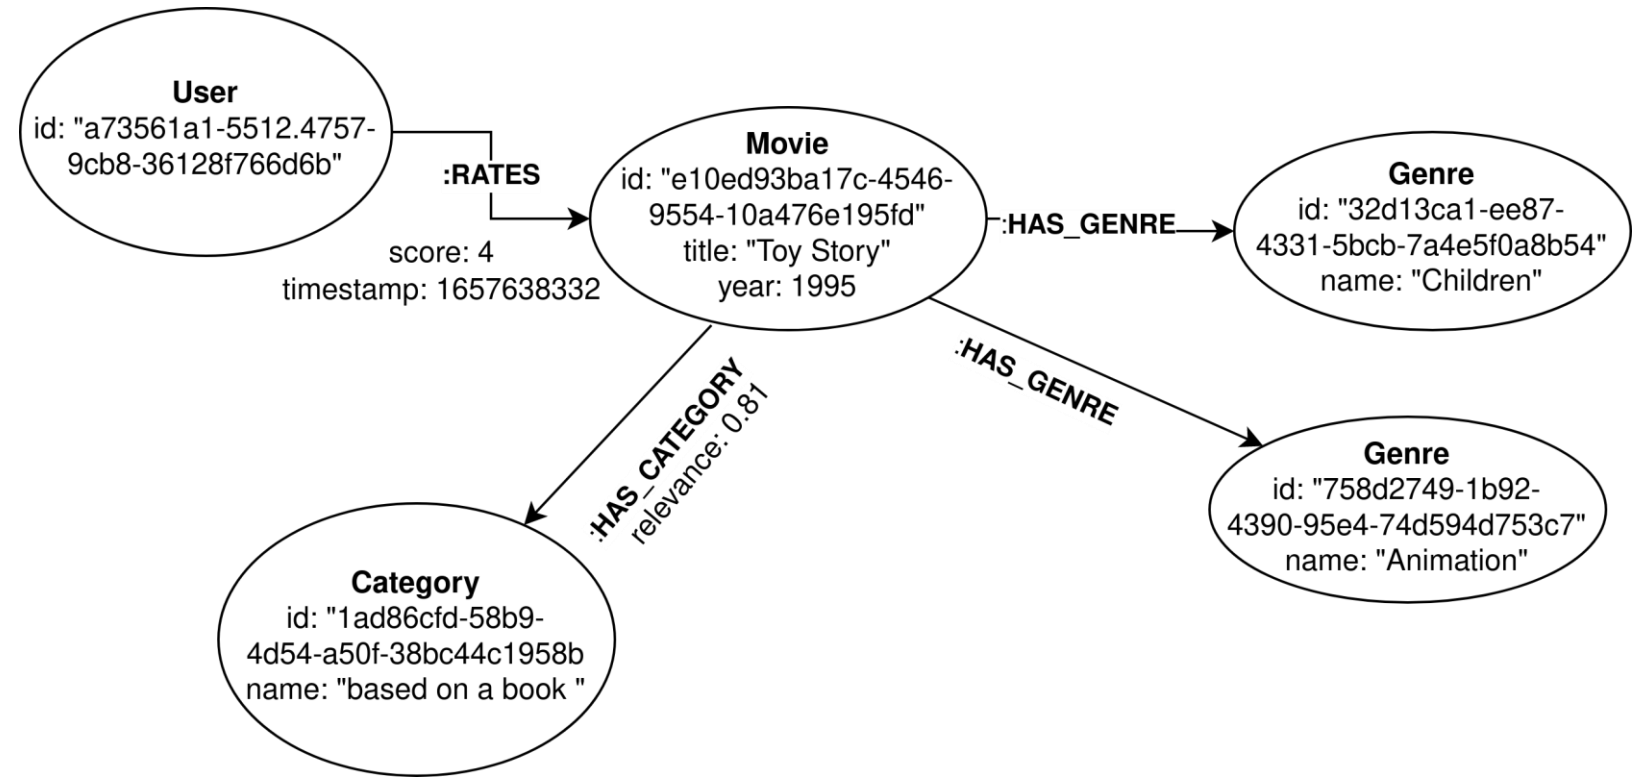 User
id: "a73561a1-5512.4757-
9cb8-36128f766d6b"
:RATES
score: 4
timestamp: 1657638332
Movie
id: "e10ed93ba17c-4546-
9554-10a476e195fd"
title: "Toy Story"
year: 1995
:HAS_GENRE
Genre
id: "32d13ca1-ee87-
4331-5bcb-7a4e5f0a8b54"
name: "Children"
:HAS_GENRE
Genre
id: "758d2749-1b92-
4390-95e4-74d594d753c7"
name: "Animation"
:HAS_CATEGORY
relevance: 0.81
Category
id: "1ad86cfd-58b9-
4d54-a50f-38bc44c1958b
name: "based on a book "